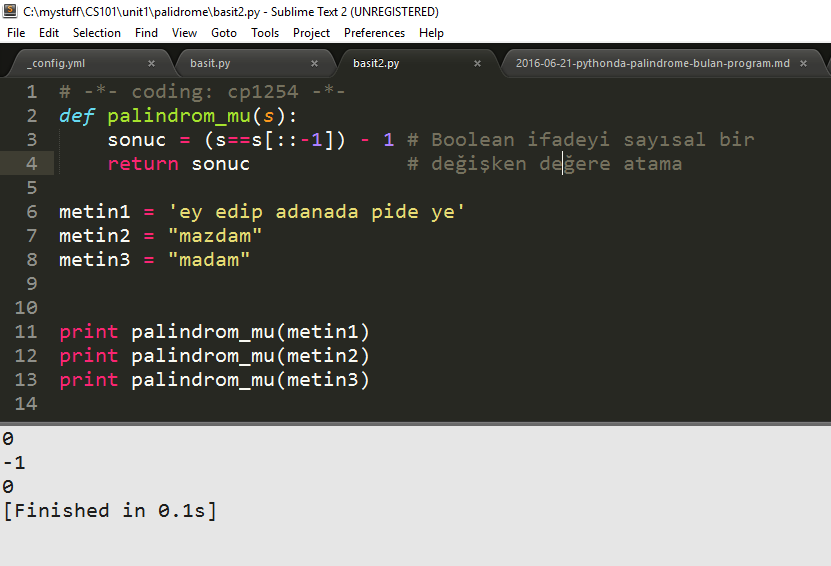 C:\mystuff\CS101\unit1\palidrome\basit2.py - Sublime Text 2 (UNREGISTERED)
File Edit Selection Find View Goto Tools Project Preferences Help
_config.yml × basit.py × basit2.py × 2016-06-21-pythonda-palindrome-bulan-program.md ×
1 # -*- coding: cp1254 -*-
2 def palindrom_mu(s):
3     sonuc = (s==s[::-1]) - 1 # Boolean ifadeyi sayısal bir
4     return sonuc             # değişken değere atama
5
6 metin1 = 'ey edip adanada pide ye'
7 metin2 = "mazdam"
8 metin3 = "madam"
9
10
11 print palindrom_mu(metin1)
12 print palindrom_mu(metin2)
13 print palindrom_mu(metin3)
14
0
-1
0
[Finished in 0.1s]